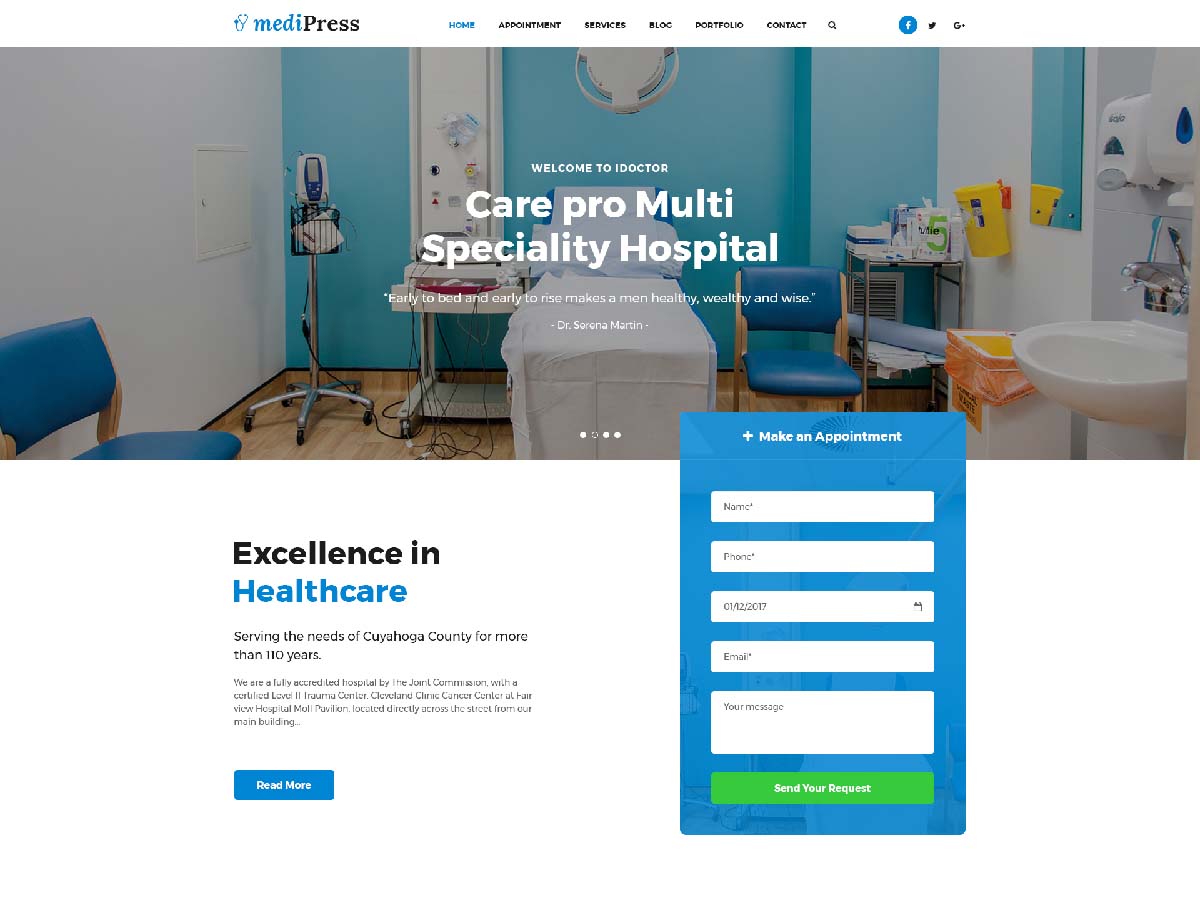 mediPress
HOME APPOINTMENT SERVICES BLOG PORTFOLIO CONTACT
WELCOME TO IDOCTOR
Care pro Multi
Speciality Hospital
"Early to bed and early to rise makes a men healthy, wealthy and wise."
- Dr. Serena Martin -
+ Make an Appointment
Name*
Phone*
01/12/2017
Email*
Your message
Send Your Request
Excellence in
Healthcare
Serving the needs of Cuyahoga County for more
than 110 years.
We are a fully accredited hospital by The Joint Commission, with a
certified Level II Trauma Center. Cleveland Clinic Cancer Center at Fair
view Hospital Moll Pavilion, located directly across the street from our
main building...
Read More